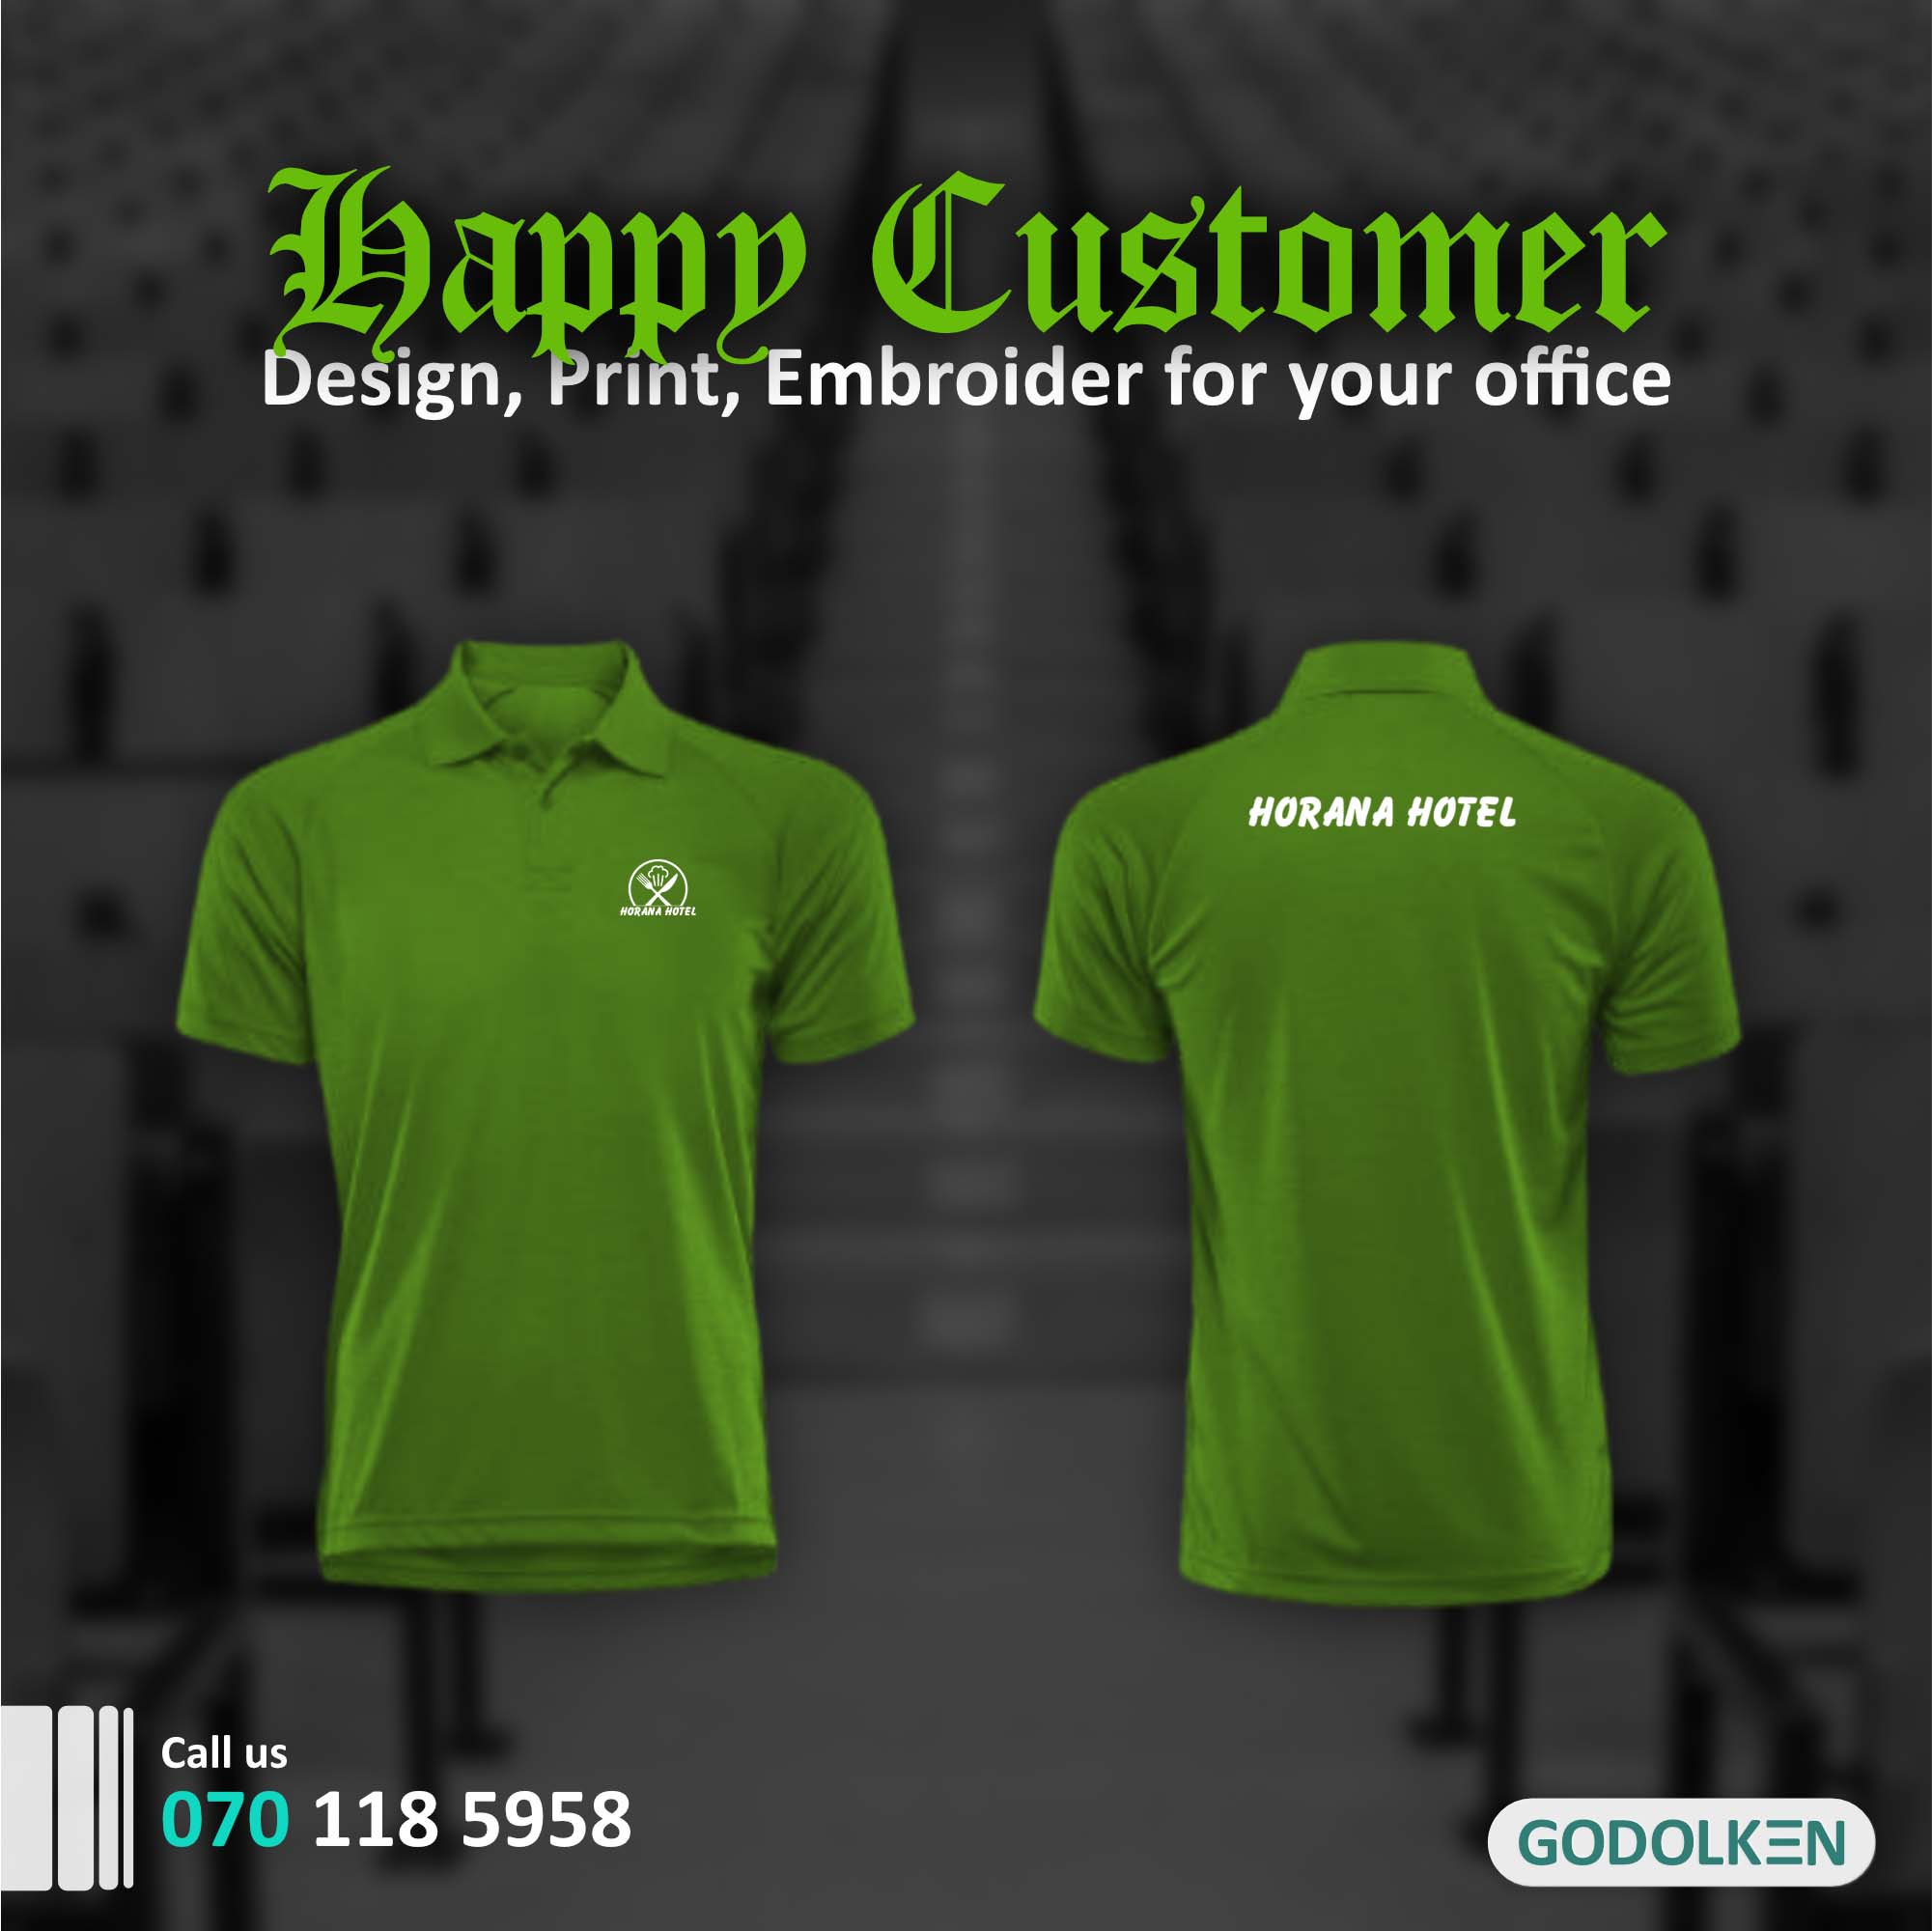 Happy Customer
Design, Print, Embroider for your office
HORANA HOTEL
HORANA HOTEL
Call us
070 118 5958
GODOLKEN